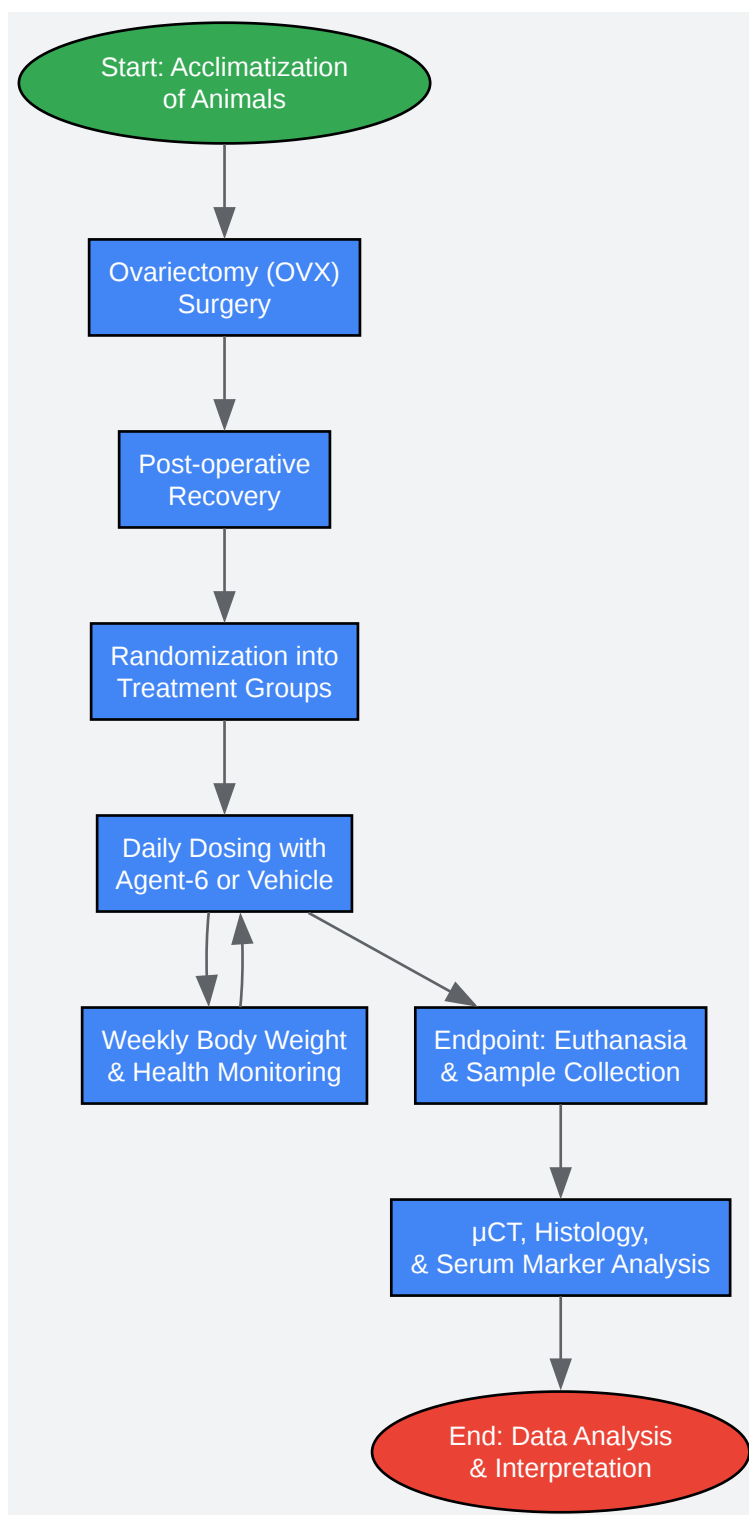 Start: Acclimatization
of Animals
Ovariectomy (OVX)
Surgery
Post-operative
Recovery
Randomization into
Treatment Groups
Daily Dosing with
Agent-6 or Vehicle
Weekly Body Weight
& Health Monitoring
Endpoint: Euthanasia
& Sample Collection
μCT, Histology,
& Serum Marker Analysis
End: Data Analysis
& Interpretation